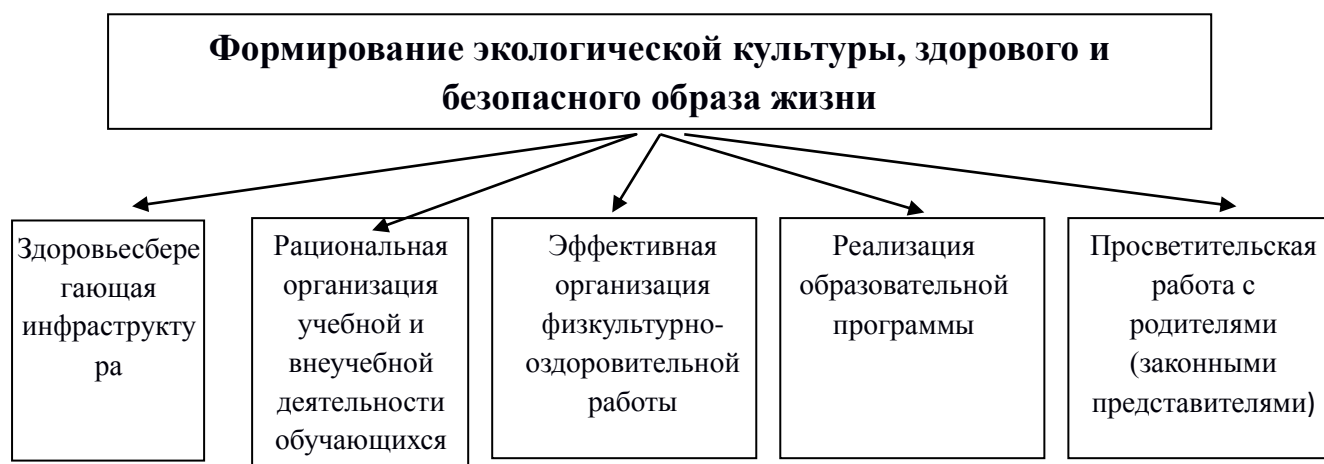 Формирование экологической культуры, здорового и
безопасного образа жизни
Здоровьесбере
гающая
инфраструкту
ра
Рациональная
организация
учебной и
внеучебной
деятельности
обучающихся
Эффективная
организация
физкультурно-
оздоровительной
работы
Реализация
образовательной
программы
Просветительская
работа с
родителями
(законными
представителями)